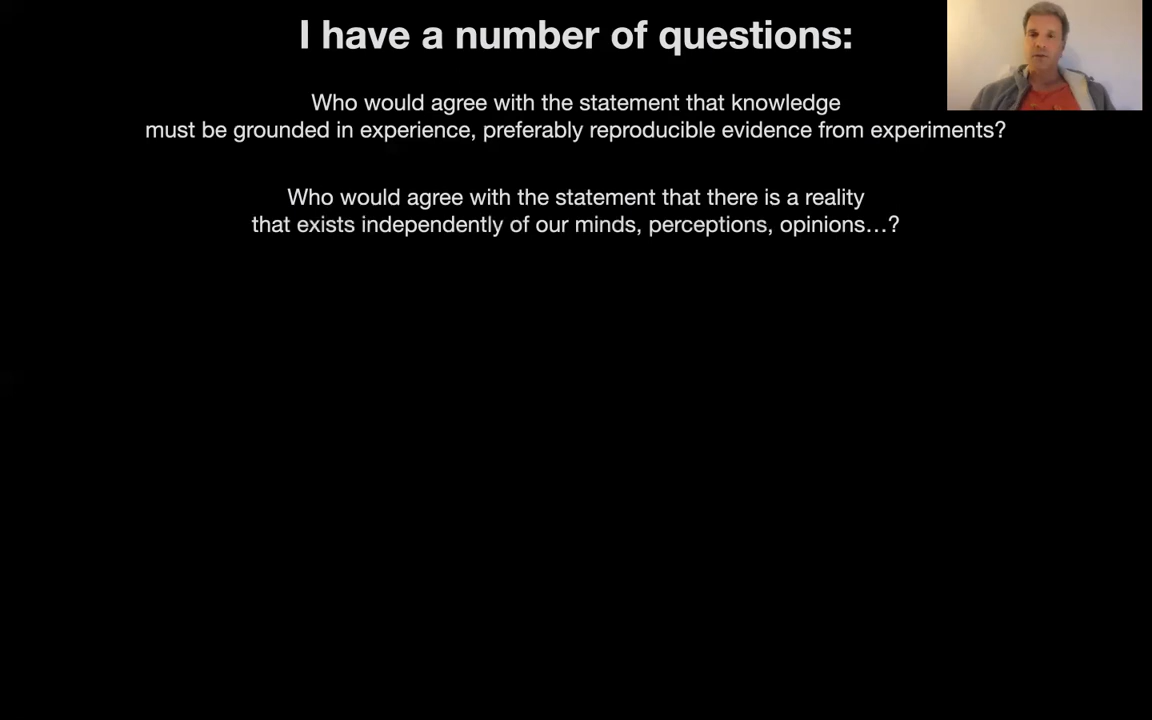 I have a number of questions:
Who would agree with the statement that knowledge
must be grounded in experience, preferably reproducible evidence from experiments?
Who would agree with the statement that there is a reality
that exists independently of our minds, perceptions, opinions…?